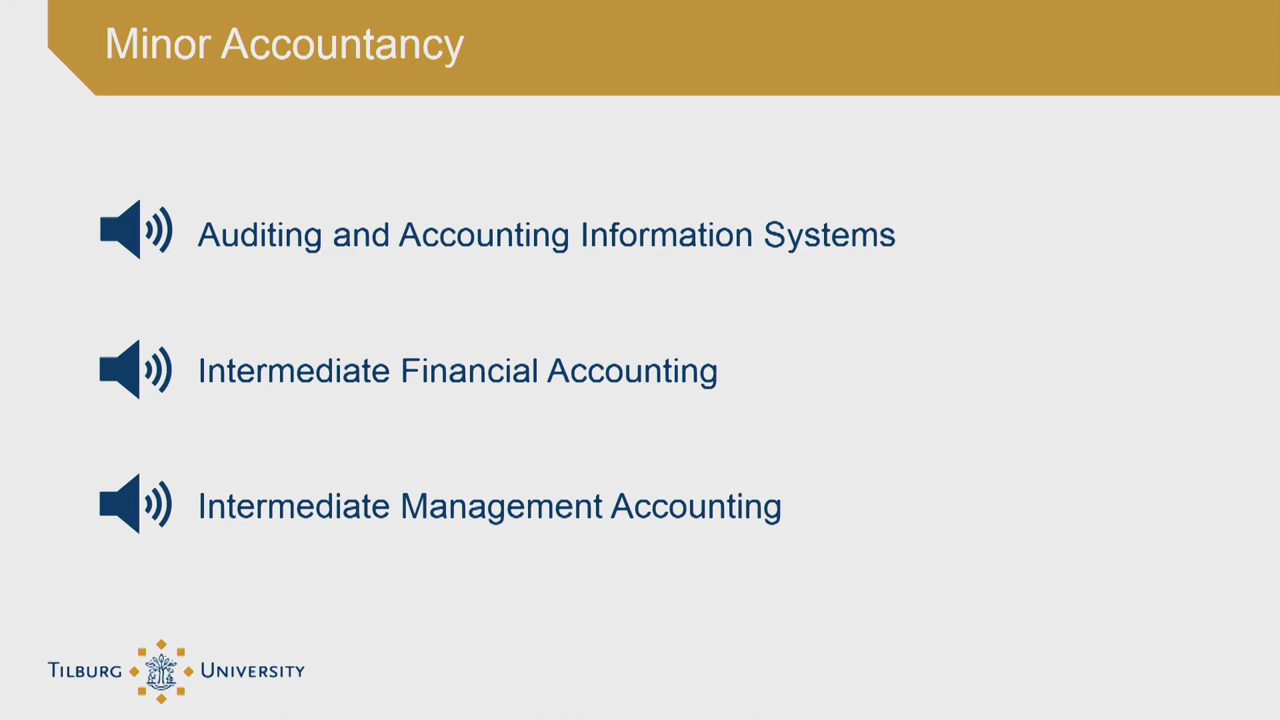 Minor Accountancy
Auditing and Accounting Information Systems
Intermediate Financial Accounting
Intermediate Management Accounting
TILBURG UNIVERSITY